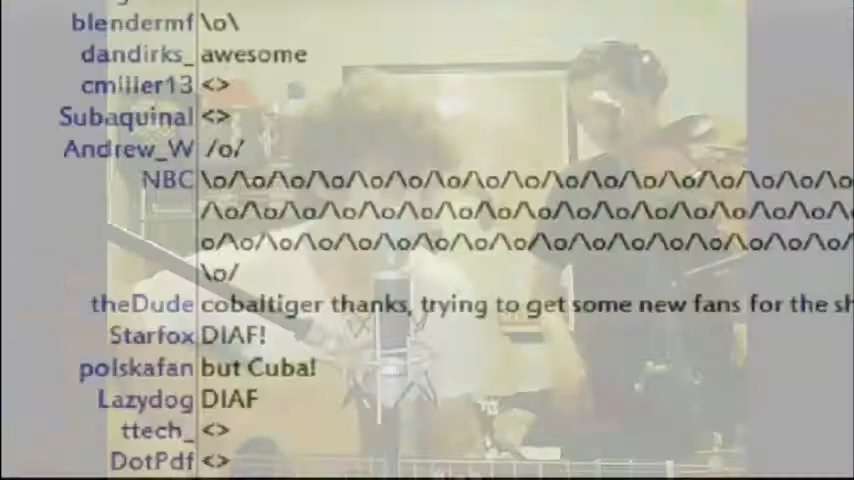 blendermf \o\
dandirks_ awesome
cmiller13 <>
Subaquinal <>
Andrew_W /o/
NBC \o/\o/\o/\o/\o/\o/\o/\o/\o/\o/\o/\o/\o/\o/\o/\o
/\o/\o/\o/\o/\o/\o/\o/\o/\o/\o/\o/\o/\o/\o/\o/\o/\
o/\o/\o/\o/\o/\o/\o/\o/\o/\o/\o/\o/\o/\o/\o/\o/\o/
\o/
theDude cobaltiger thanks, trying to get some new fans for the sh
Starfox DIAF!
polskafan but Cuba!
Lazydog DIAF
ttech_ <>
DotPdf <>